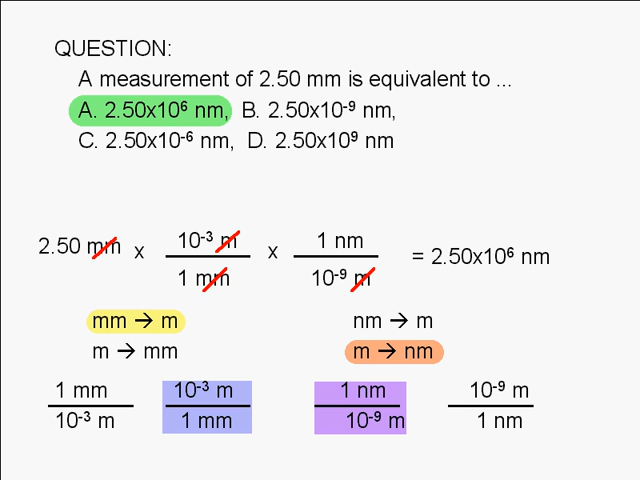 QUESTION:
A measurement of 2.50 mm is equivalent to ...
A. 2.50x10⁶ nm, B. 2.50x10⁻⁹ nm,
C. 2.50x10⁻⁶ nm, D. 2.50x10⁹ nm
2.50 mm x 10⁻³ m / 1 mm x 1 nm / 10⁻⁹ m = 2.50x10⁶ nm
mm → m nm → m
m → mm m → nm
1 mm 10⁻³ m 1 nm 10⁻⁹ m
10⁻³ m 1 mm 10⁻⁹ m 1 nm